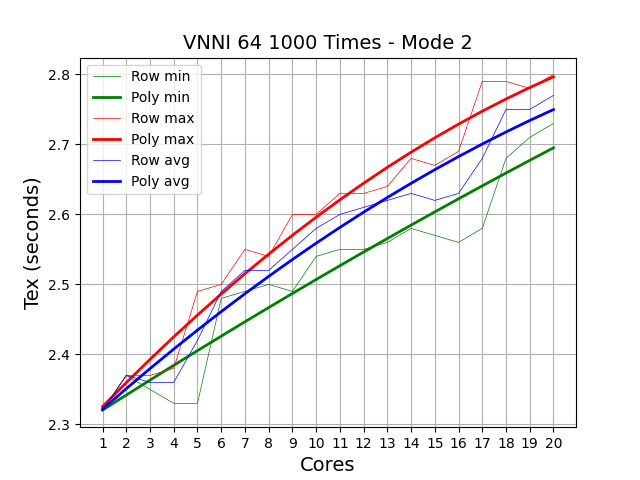 VNNI 64 1000 Times - Mode 2
Tex (seconds)
2.8
2.7
2.6
2.5
2.4
2.3
Row min
Poly min
Row max
Poly max
Row avg
Poly avg
1 2 3 4 5 6 7 8 9 10 11 12 13 14 15 16 17 18 19 20
Cores